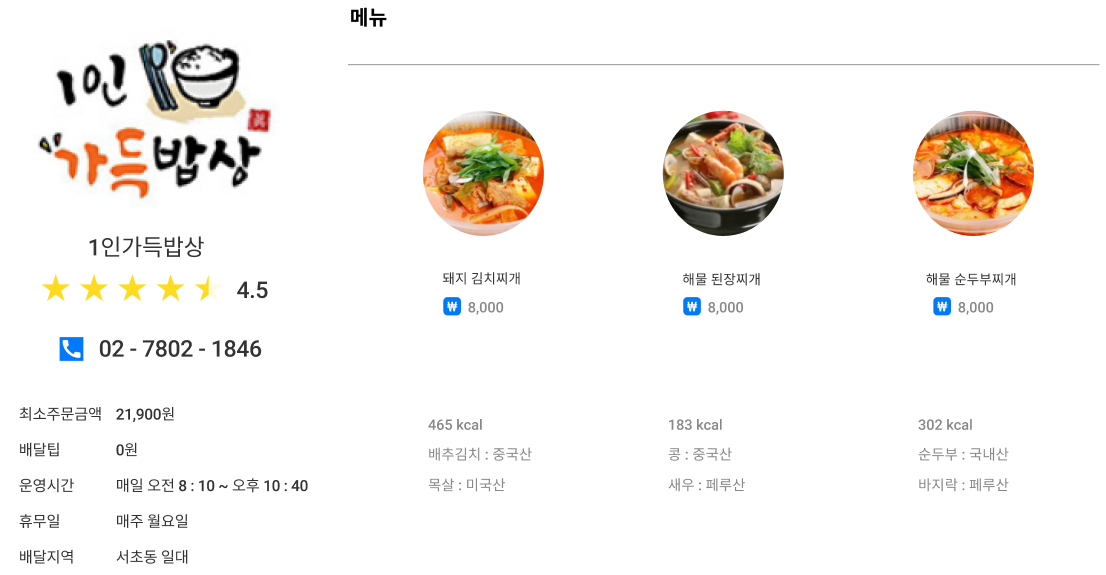 1인
가득밥상
1인가득밥상
4.5
02 - 7802 - 1846
최소주문금액 21,900원
배달팁 0원
운영시간 매일 오전 8 : 10 ~ 오후 10 : 40
휴무일 매주 월요일
배달지역 서초동 일대
메뉴
돼지 김치찌개
₩ 8,000
465 kcal
배추김치 : 중국산
목살 : 미국산
해물 된장찌개
₩ 8,000
183 kcal
콩 : 중국산
새우 : 페루산
해물 순두부찌개
₩ 8,000
302 kcal
순두부 : 국내산
바지락 : 페루산